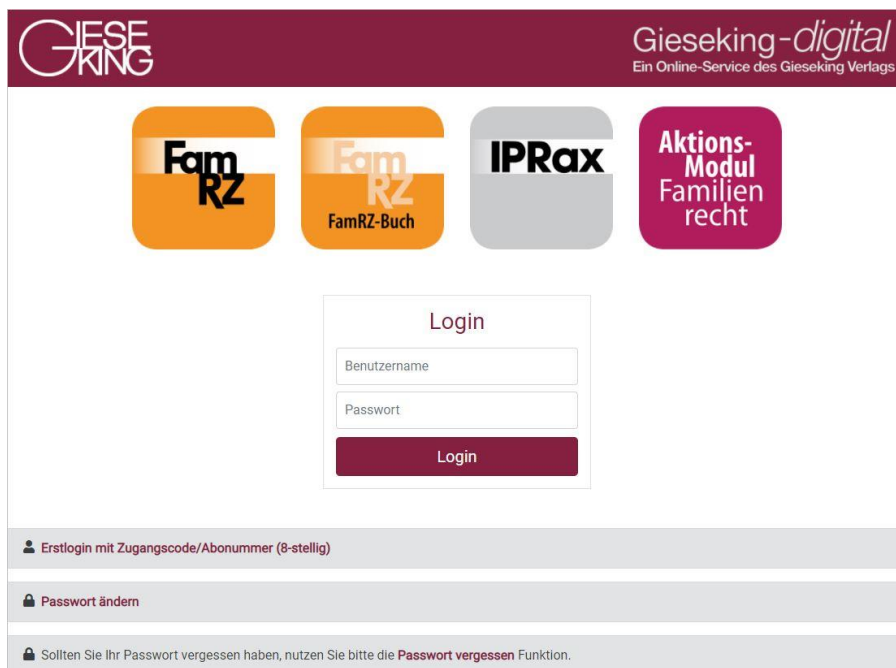 GIESE
KING
Gieseking-digital
Ein Online-Service des Gieseking Verlags
Fam
RZ
Fam
RZ
FamRZ-Buch
IPRax
Aktions-
Modul
Familien
recht
Login
Benutzername
Passwort
Login
Erstlogin mit Zugangscode/Abonummer (8-stellig)
Passwort ändern
Sollten Sie Ihr Passwort vergessen haben, nutzen Sie bitte die Passwort vergessen Funktion.